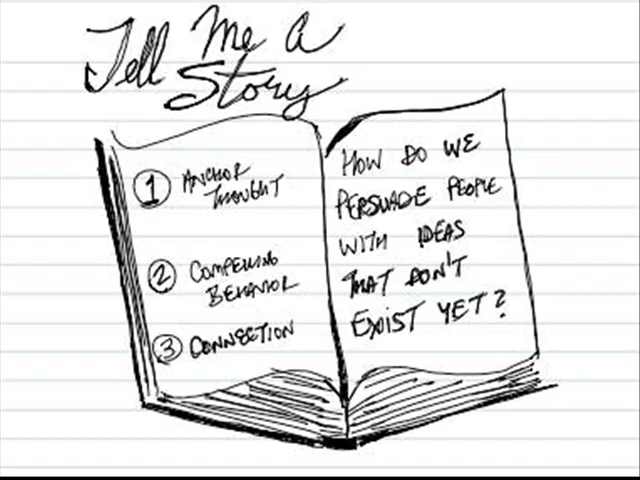 Tell Me A
Story
1 ANCHOR
THOUGHT
2 COMPELLING
BEHAVIOR
3 CONNECTION
HOW DO WE
PERSUADE PEOPLE
WITH IDEAS
THAT DON'T
EXIST YET?